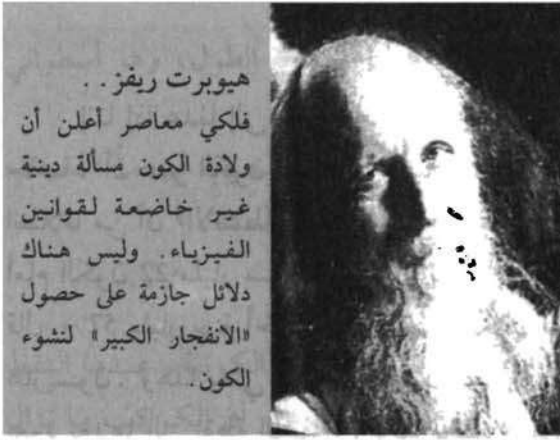 هيوبرت ريفز . .
فلكي معاصر أعلن أن
ولادة الكون مسألة دينية
غير خاضعة لقوانين
الفيزياء. وليس هناك
دلائل جازمة على حصول
«الانفجار الكبير» لنشوء
الكون.